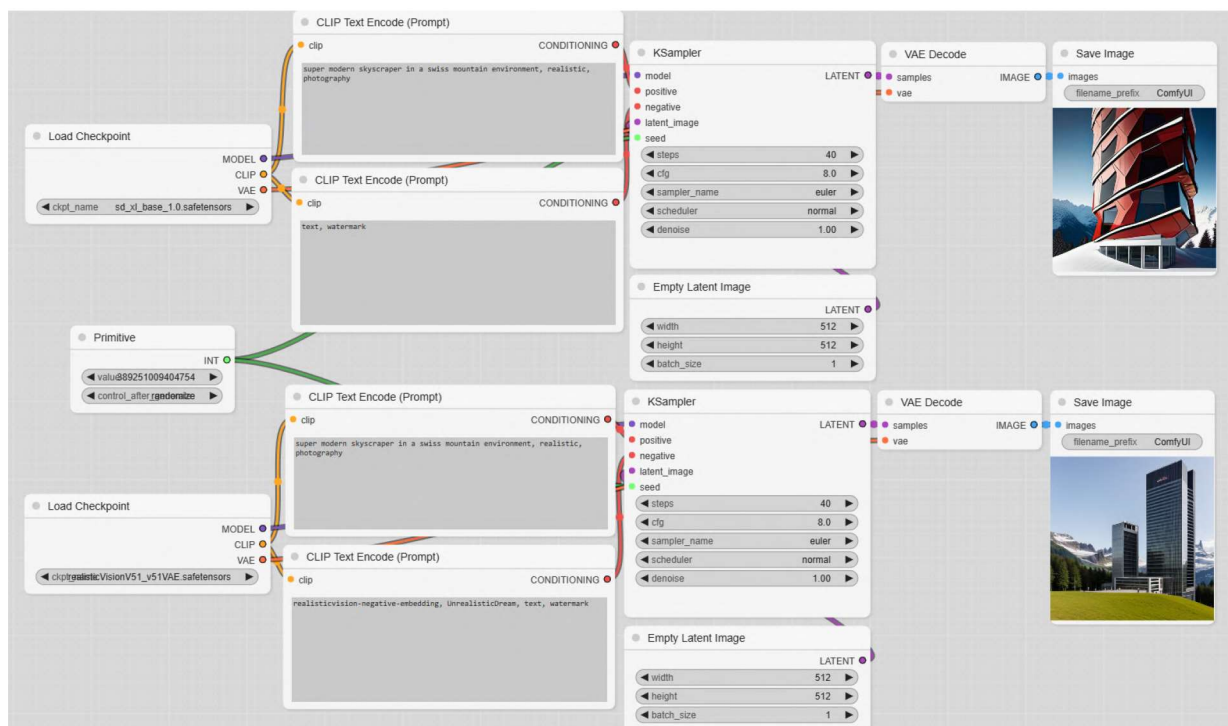 CLIP Text Encode (Prompt)
clip
CONDITIONING
super modern skyscraper in a swiss mountain environment, realistic,
photography
Load Checkpoint
MODEL
CLIP
VAE
ckpt_name sd_xl_base_1.0.safetensors
CLIP Text Encode (Prompt)
clip
CONDITIONING
text, watermark
KSampler
model
LATENT
positive
negative
latent_image
seed
steps 40
cfg 8.0
sampler_name euler
scheduler normal
denoise 1.00
Empty Latent Image
LATENT
width 512
height 512
batch_size 1
VAE Decode
samples
IMAGE
vae
Save Image
images
filename_prefix ComfyUI
Primitive
INT
389251009404754
control_after randomize
CLIP Text Encode (Prompt)
clip
CONDITIONING
super modern skyscraper in a swiss mountain environment, realistic,
photography
Load Checkpoint
MODEL
CLIP
VAE
realisticVisionV51_v51VAE.safetensors
CLIP Text Encode (Prompt)
clip
CONDITIONING
realisticvision-negative-embedding, UnrealisticDream, text, watermark
KSampler
model
LATENT
positive
negative
latent_image
seed
steps 40
cfg 8.0
sampler_name euler
scheduler normal
denoise 1.00
Empty Latent Image
LATENT
width 512
height 512
batch_size 1
VAE Decode
samples
IMAGE
vae
Save Image
images
filename_prefix ComfyUI